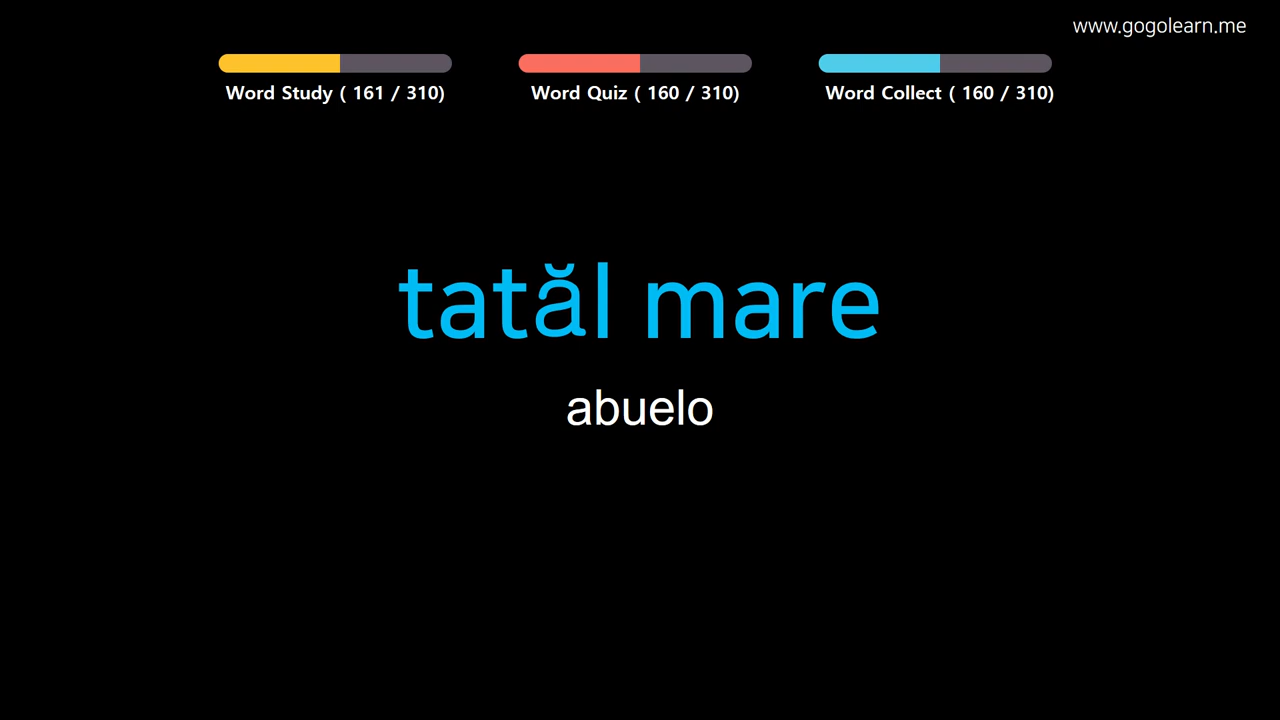 www.gogolearn.me
Word Study ( 161 / 310)
Word Quiz ( 160 / 310)
Word Collect ( 160 / 310)
tatăl mare
abuelo